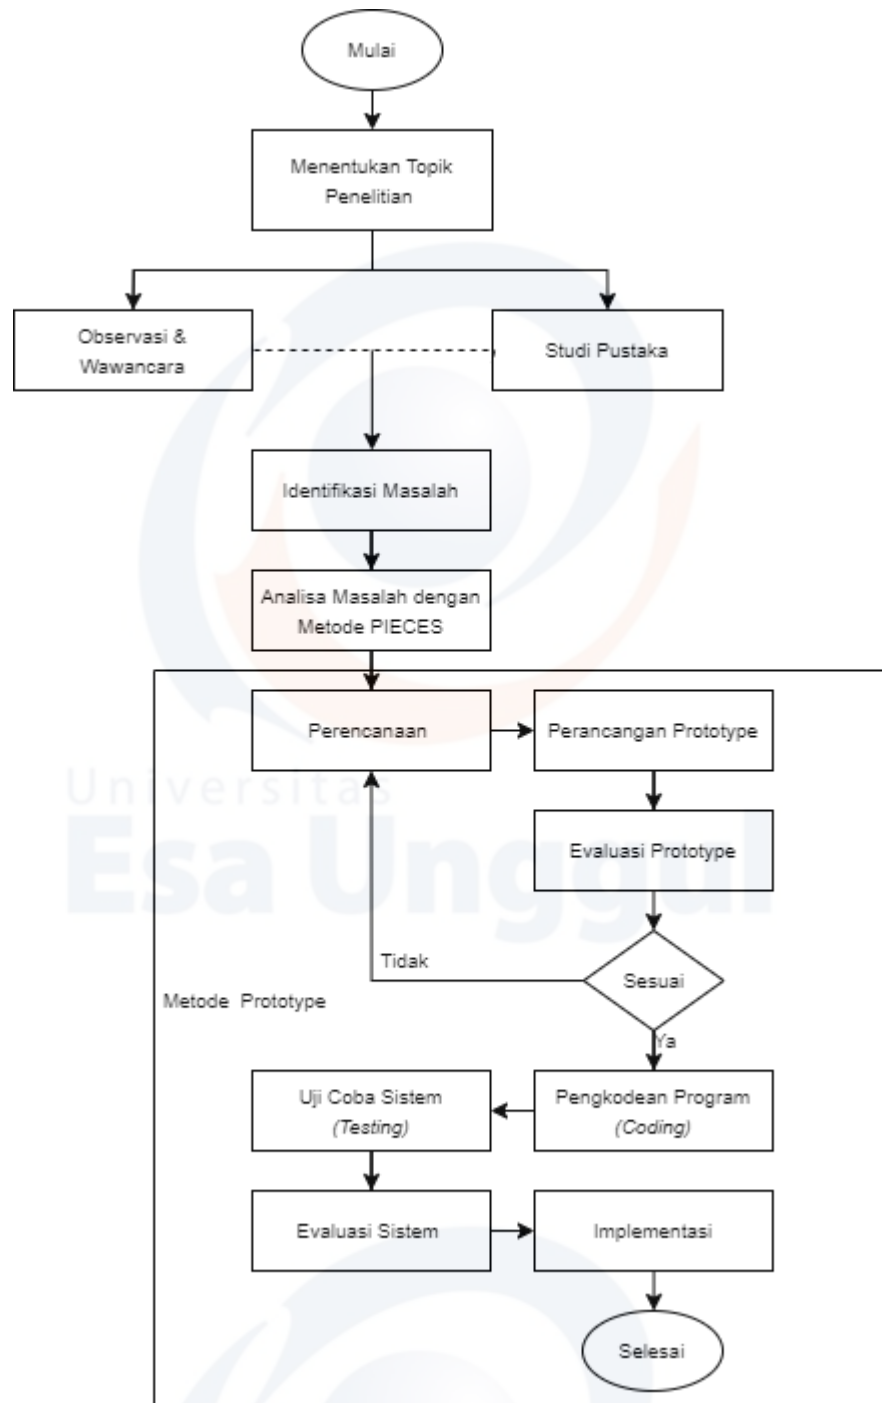 Mulai
Menentukan Topik
Penelitian
Observasi &
Wawancara
Studi Pustaka
Identifikasi Masalah
Analisa Masalah dengan
Metode PIECES
Perencanaan
Perancangan Prototype
Universitas
Esa Unggul
Evaluasi Prototype
Tidak
Sesuai
Metode Prototype
Ya
Uji Coba Sistem
(Testing)
Pengkodean Program
(Coding)
Evaluasi Sistem
Implementasi
Selesai